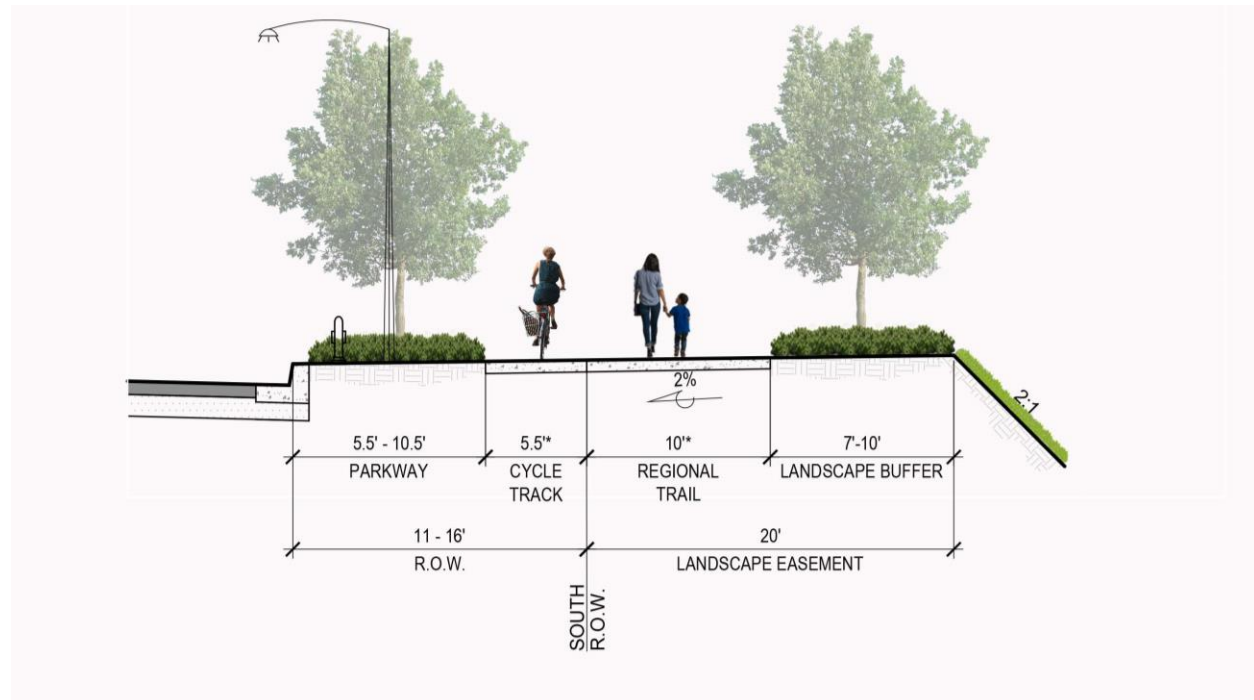 2:1
2%
5.5' - 10.5'
PARKWAY
5.5'*
CYCLE
TRACK
10'*
REGIONAL
TRAIL
7'-10'
LANDSCAPE BUFFER
11 - 16'
R.O.W.
20'
LANDSCAPE EASEMENT
SOUTH
R.O.W.